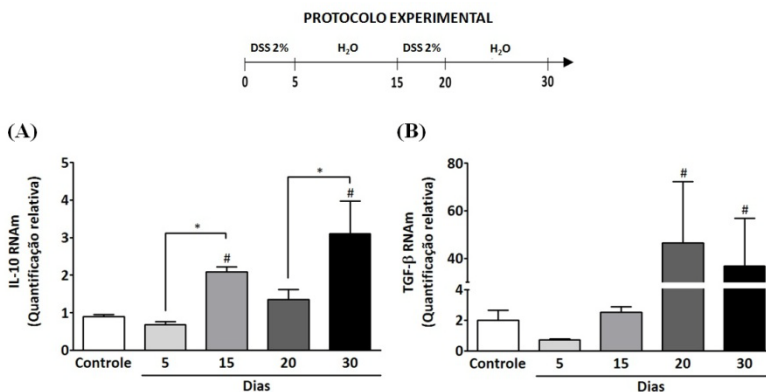 PROTOCOLO EXPERIMENTAL
DSS 2% H₂O DSS 2% H₂O
0 5 15 20 30
(A)
IL-10 RNAm
(Quantificação relativa)
5
4
3
2
1
0
* *
# #
Controle 5 15 20 30
Dias
(B)
TGF-β RNAm
(Quantificação relativa)
80
60
40
4
2
0
# #
Controle 5 15 20 30
Dias